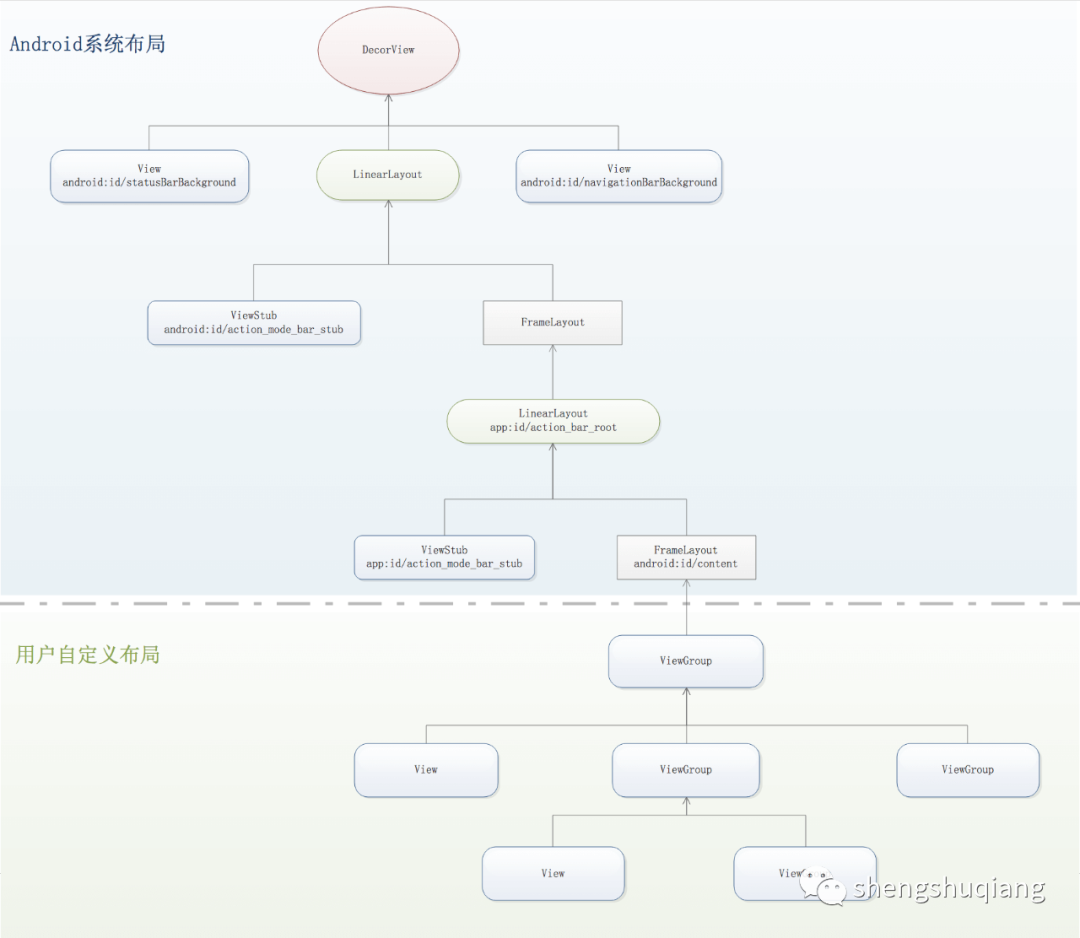 Android系统布局
DecorView
View
android:id/statusBarBackground
LinearLayout
View
android:id/navigationBarBackground
ViewStub
android:id/action_mode_bar_stub
FrameLayout
LinearLayout
app:id/action_bar_root
ViewStub
app:id/action_mode_bar_stub
FrameLayout
android:id/content
用户自定义布局
ViewGroup
View
ViewGroup
ViewGroup
View
shengshuqiang